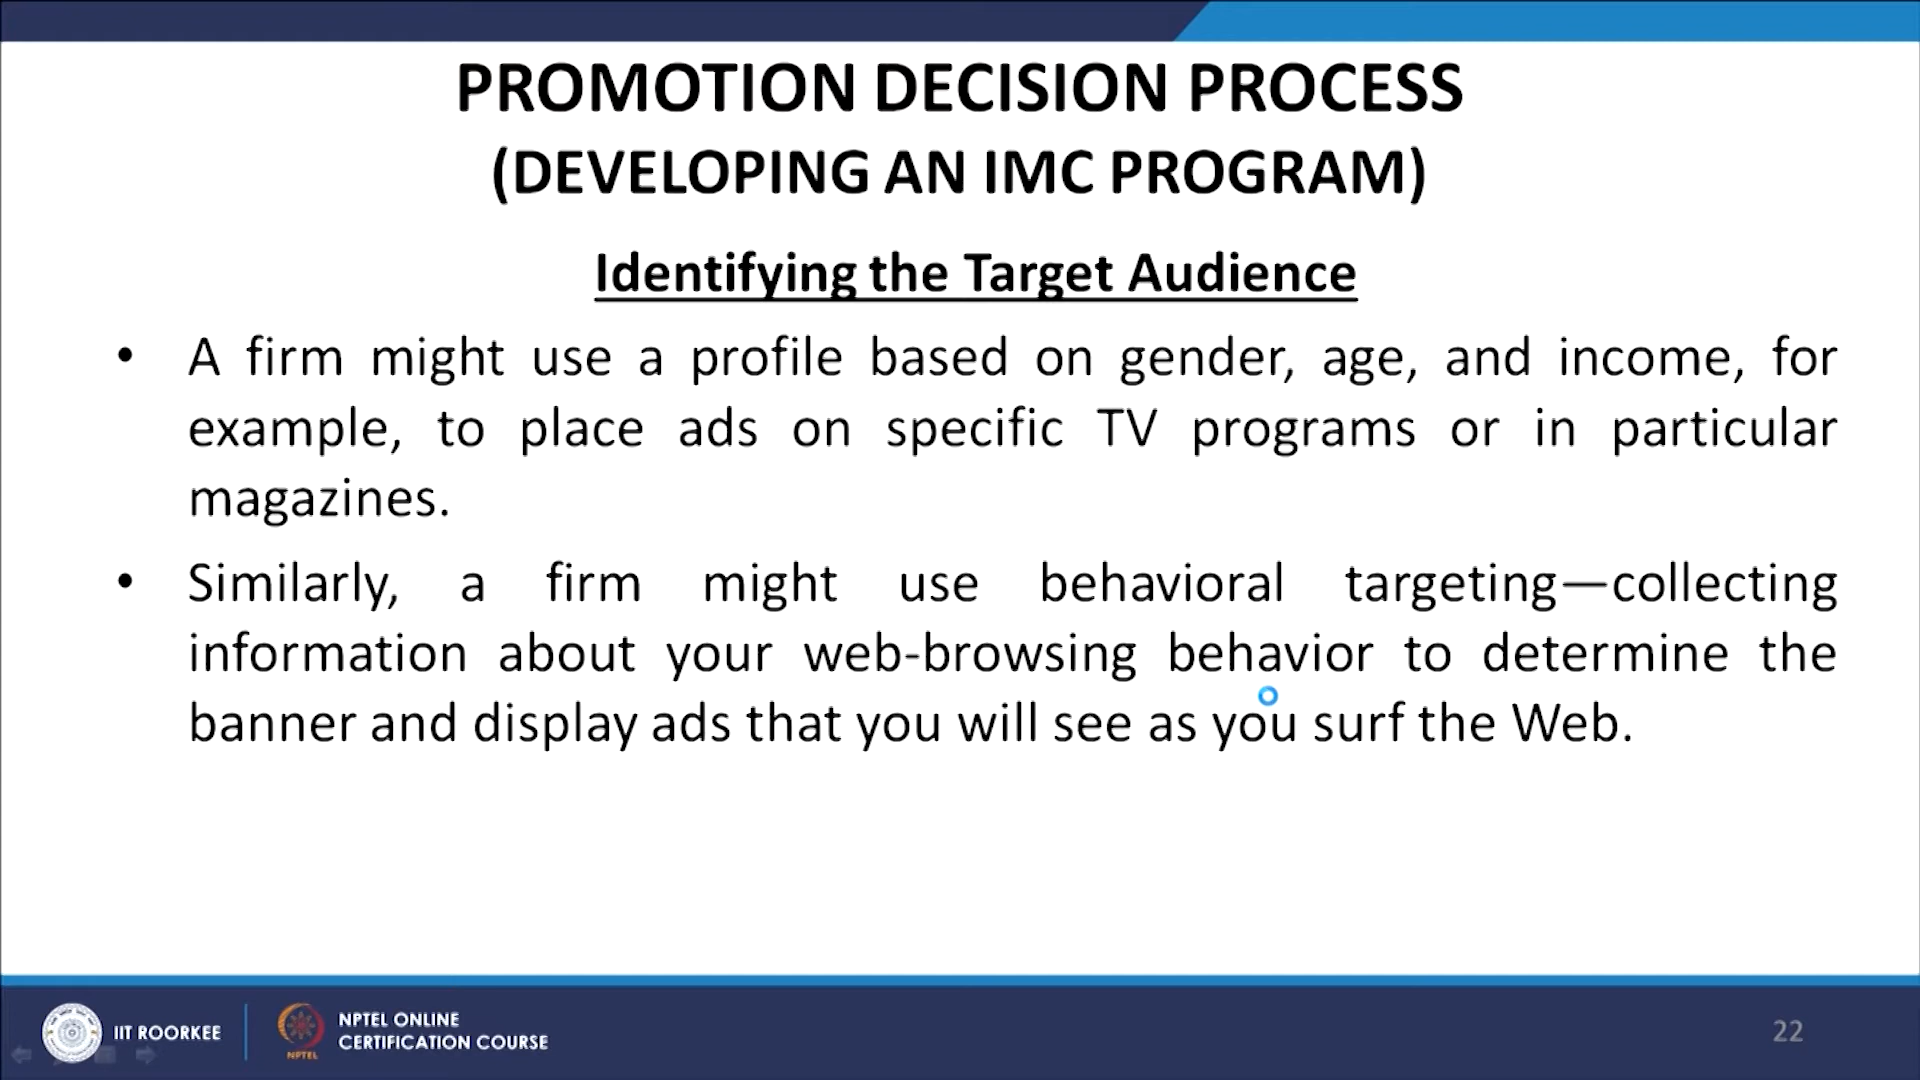 PROMOTION DECISION PROCESS
(DEVELOPING AN IMC PROGRAM)
Identifying the Target Audience
• A firm might use a profile based on gender, age, and income, for
example, to place ads on specific TV programs or in particular
magazines.
• Similarly, a firm might use behavioral targeting—collecting
information about your web-browsing behavior to determine the
banner and display ads that you will see as you surf the Web.
IIT ROORKEE
NPTEL
NPTEL ONLINE
CERTIFICATION COURSE
22